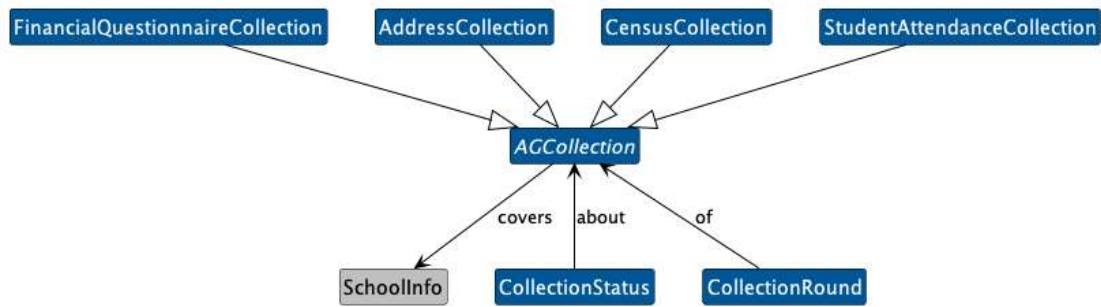 FinancialQuestionnaireCollection
AddressCollection
CensusCollection
StudentAttendanceCollection
AGCollection
covers
about
of
SchoolInfo
CollectionStatus
CollectionRound